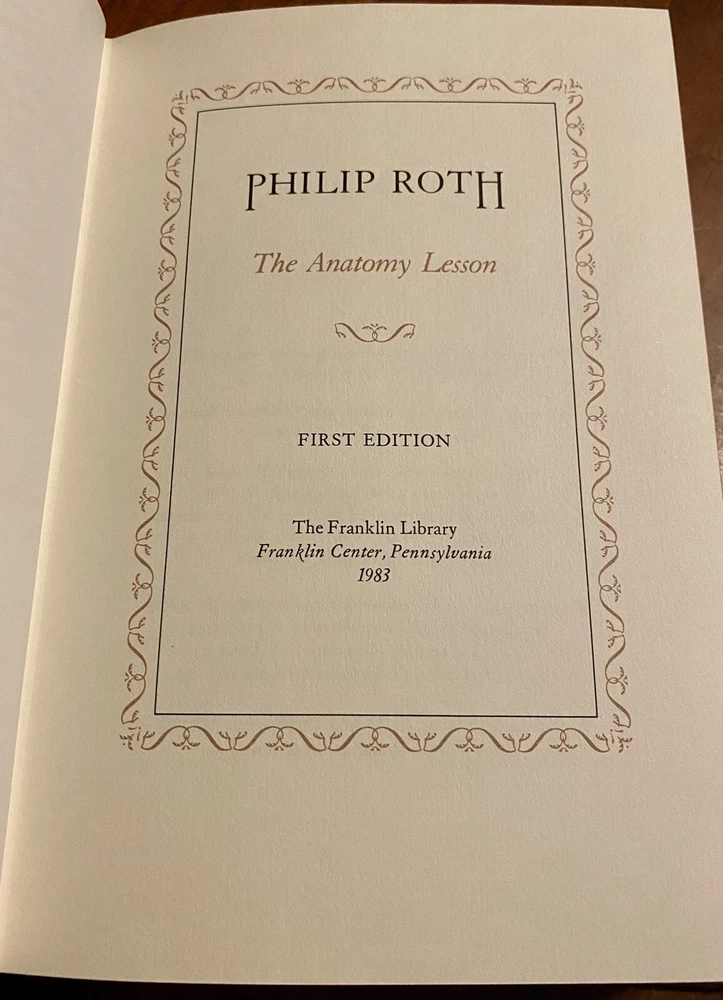 PHILIP ROTH
The Anatomy Lesson
FIRST EDITION
The Franklin Library
Franklin Center, Pennsylvania
1983